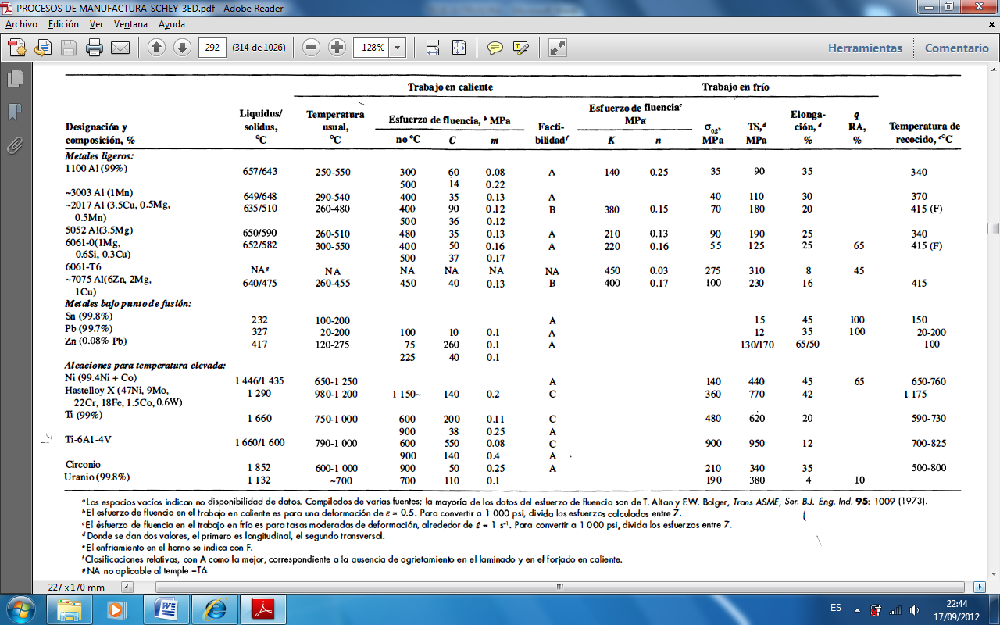 PROCESOS DE MANUFACTURA-SCHEY-3ED.pdf - Adobe Reader
Archivo Edición Ver Ventana Ayuda
292 (314 de 1026) 128% Herramientas Comentario
Trabajo en caliente Trabajo en frío
Designación y composición, % Liquidus/ solidus, °C Temperatura usual, °C Esfuerzo de fluencia, b MPa Facti- bilidad f Esfuerzo de fluencia c MPa σ0.2, MPa TS, d MPa Elonga- ción, d % q RA, % Temperatura de recocido, e °C
no °C C m K n
Metales ligeros:
1100 Al (99%) 657/643 250-550 300 60 0.08 A 140 0.25 35 90 35 340
500 14 0.22
~3003 Al (1Mn) 649/648 290-540 400 35 0.13 A 40 110 30 370
~2017 Al (3.5Cu, 0.5Mg, 635/510 260-480 400 90 0.12 B 380 0.15 70 180 20 415 (F)
0.5Mn) 500 36 0.12
5052 Al(3.5Mg) 650/590 260-510 480 35 0.13 A 210 0.13 90 190 25 340
6061-0(1Mg, 652/582 300-550 400 50 0.16 A 220 0.16 55 125 25 65 415 (F)
0.6Si, 0.3Cu) 500 37 0.17
6061-T6 NA g NA NA NA NA NA 450 0.03 275 310 8 45
~7075 Al(6Zn, 2Mg, 640/475 260-455 450 40 0.13 B 400 0.17 100 230 16 415
1Cu)
Metales bajo punto de fusión:
Sn (99.8%) 232 100-200 A 15 45 100 150
Pb (99.7%) 327 20-200 100 10 0.1 A 12 35 100 20-200
Zn (0.08% Pb) 417 120-275 75 260 0.1 A 130/170 65/50 100
225 40 0.1
Aleaciones para temperatura elevada:
Ni (99.4Ni + Co) 1 446/1 435 650-1 250 A 140 440 45 65 650-760
Hastelloy X (47Ni, 9Mo, 1 290 980-1 200 1 150~ 140 0.2 C 360 770 42 1 175
22Cr, 18Fe, 1.5Co, 0.6W)
Ti (99%) 1 660 750-1 000 600 200 0.11 C 480 620 20 590-730
900 38 0.25 A
Ti-6A1-4V 1 660/1 600 790-1 000 600 550 0.08 C 900 950 12 700-825
900 140 0.4 A
Circonio 1 852 600-1 000 900 50 0.25 A 210 340 35 500-800
Uranio (99.8%) 1 132 ~700 700 110 0.1 190 380 4 10
a Los espacios vacíos indican no disponibilidad de datos. Compilados de varias fuentes; la mayoría de los datos del esfuerzo de fluencia son de T. Altan y F.W. Bolger, Trans ASME, Ser. B.J. Eng. Ind. 95: 1009 (1973).
b El esfuerzo de fluencia en el trabajo en caliente es para una deformación de ε = 0.5. Para convertir a 1 000 psi, divida los esfuerzos calculados entre 7.
c El esfuerzo de fluencia en el trabajo en frío es para tasas moderadas de deformación, alrededor de ε̇ = 1 s⁻¹. Para convertir a 1 000 psi, divida los esfuerzos entre 7.
d Donde se dan dos valores, el primero es longitudinal, el segundo transversal.
e El enfriamiento en el horno se indica con F.
f Clasificaciones relativas, con A como la mejor, correspondiente a la ausencia de agrietamiento en el laminado y en el forjado en caliente.
g NA no aplicable al temple –T6.
227 x 170 mm
ES 22:44
17/09/2012